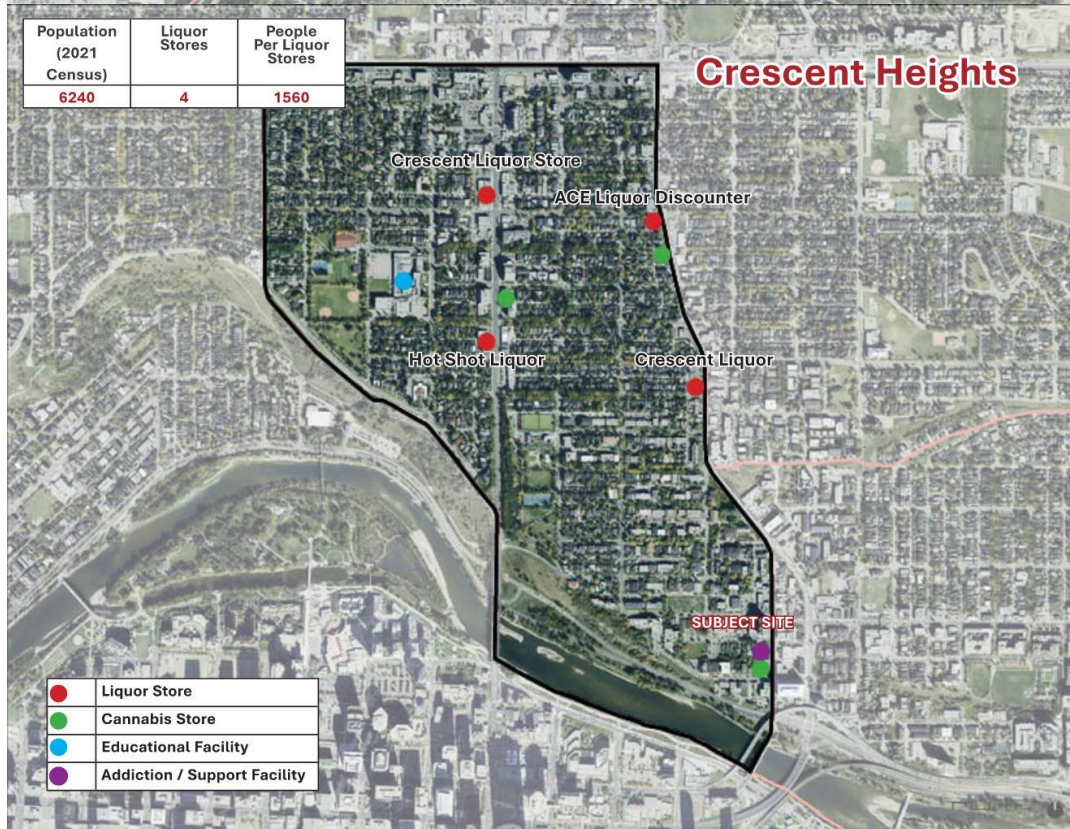 Population
(2021
Census)
Liquor
Stores
People
Per Liquor
Stores
6240
4
1560
Crescent Heights
Crescent Liquor Store
ACE Liquor Discounter
Hot Shot Liquor
Crescent Liquor
SUBJECT SITE
Liquor Store
Cannabis Store
Educational Facility
Addiction / Support Facility